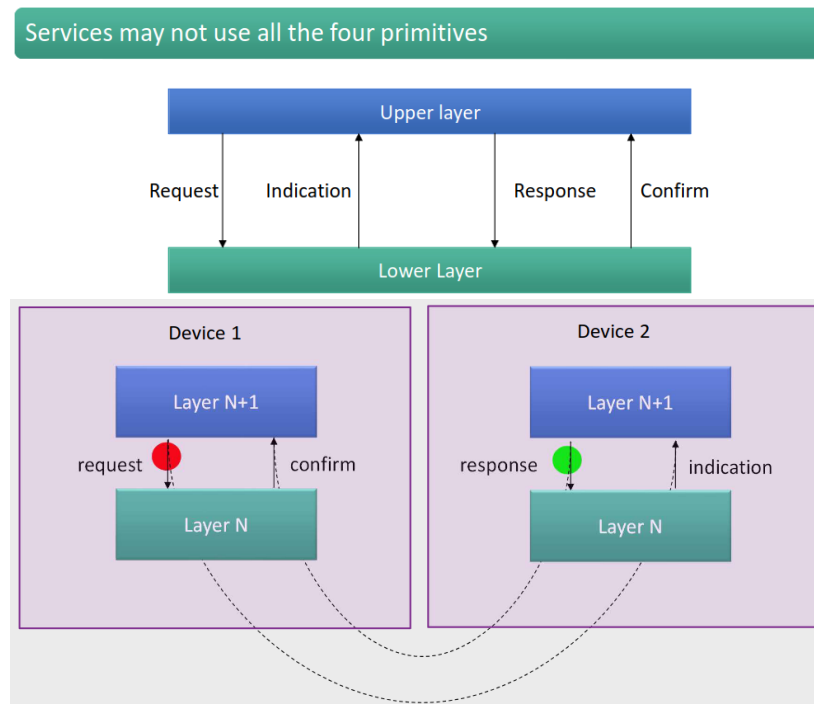 Services may not use all the four primitives
Upper layer
Request
Indication
Response
Confirm
Lower Layer
Device 1
Layer N+1
request
confirm
Layer N
Device 2
Layer N+1
response
indication
Layer N